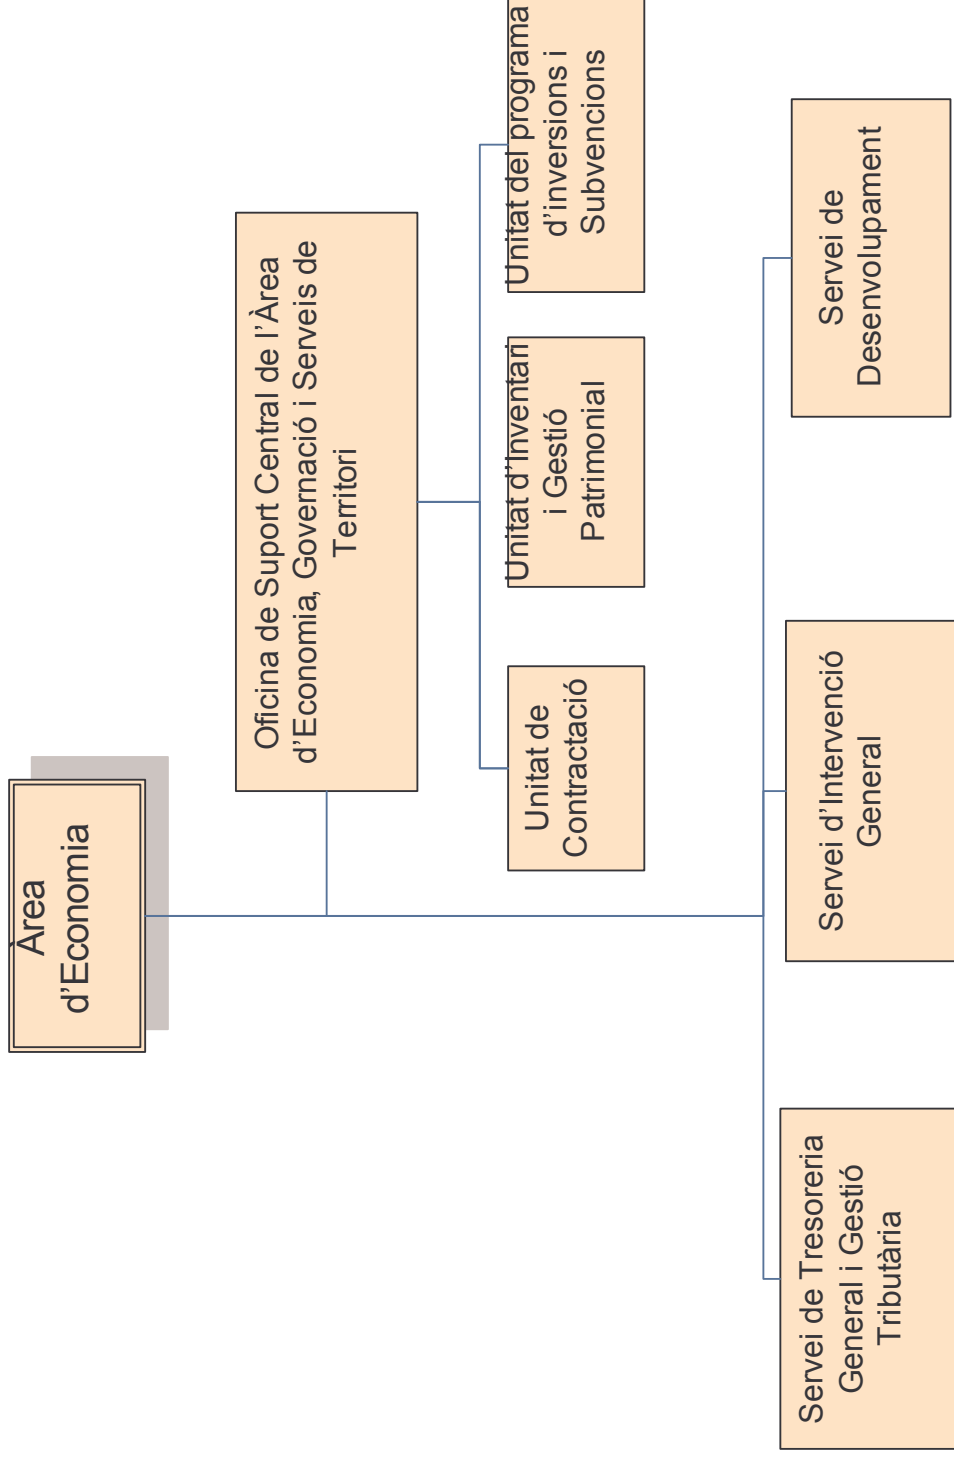 Àrea
d’Economia
Oficina de Suport Central de l’Àrea
d’Economia, Governació i Serveis de
Territori
Unitat de
Contractació
Unitat d’Inventari
i Gestió
Patrimonial
Unitat del programa
d’inversions i
Subvencions
Servei de Tresoreria
General i Gestió
Tributària
Servei d’Intervenció
General
Servei de
Desenvolupament